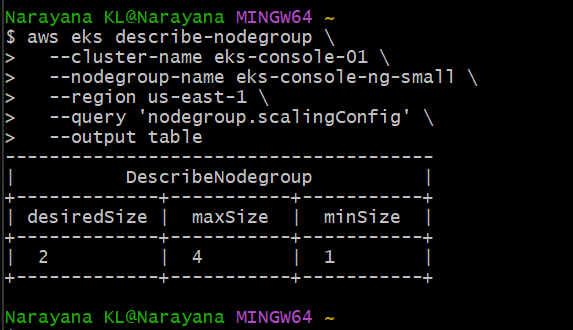 Narayana KL@Narayana MINGW64 ~
$ aws eks describe-nodegroup \
>   --cluster-name eks-console-01 \
>   --nodegroup-name eks-console-ng-small \
>   --region us-east-1 \
>   --query 'nodegroup.scalingConfig' \
>   --output table
----------------------------------------
|          DescribeNodegroup           |
+-------------+-----------+-----------+
| desiredSize |  maxSize  |  minSize  |
+-------------+-----------+-----------+
|  2          |  4        |  1        |
+-------------+-----------+-----------+
Narayana KL@Narayana MINGW64 ~